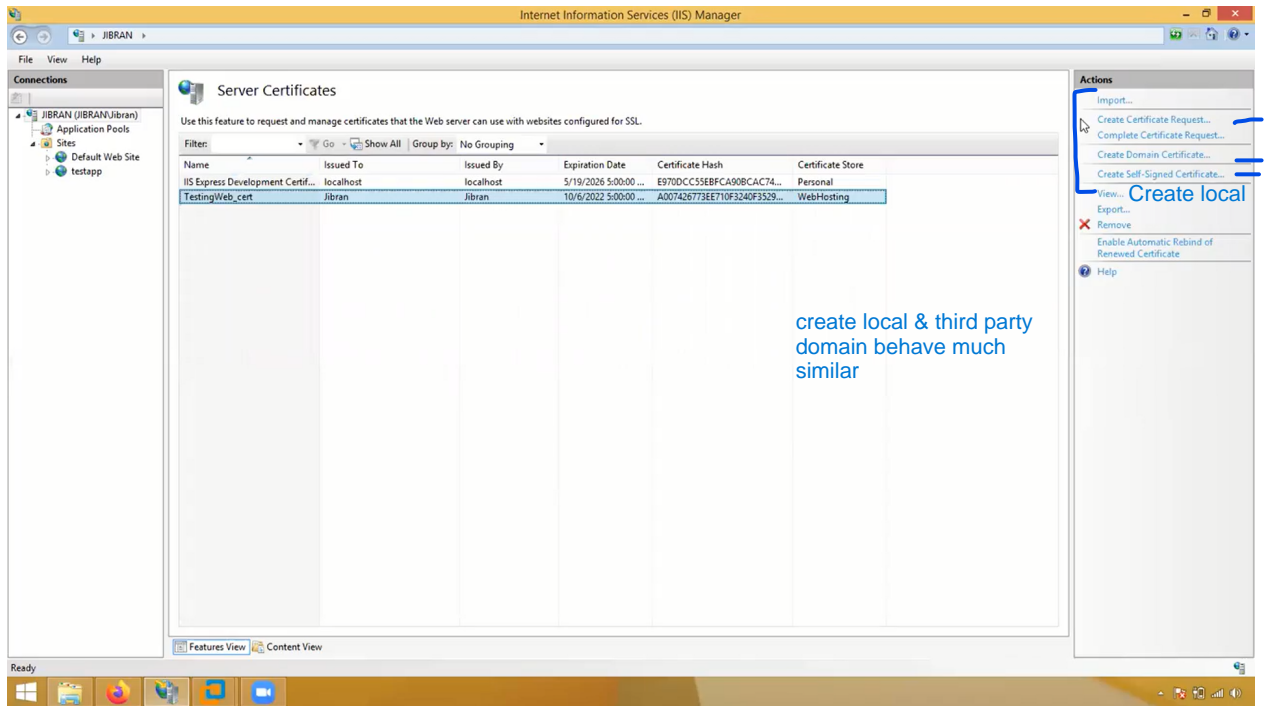 Internet Information Services (IIS) Manager
JIBRAN
File View Help
Connections
JIBRAN (JIBRAN\Jibran)
Application Pools
Sites
Default Web Site
testapp
Server Certificates
Use this feature to request and manage certificates that the Web server can use with websites configured for SSL.
Filter: Go Show All Group by: No Grouping
Name Issued To Issued By Expiration Date Certificate Hash Certificate Store
IIS Express Development Certif... localhost localhost 5/19/2026 5:00:00 ... E970DCC55EBFCA90BCAC74... Personal
TestingWeb_cert Jibran Jibran 10/6/2022 5:00:00 ... A007426773EE710F3240F3529... WebHosting
create local & third party
domain behave much
similar
Actions
Import...
Create Certificate Request...
Complete Certificate Request...
Create Domain Certificate...
Create Self-Signed Certificate...
View... Create local
Export...
Remove
Enable Automatic Rebind of
Renewed Certificate
Help
Features View Content View
Ready